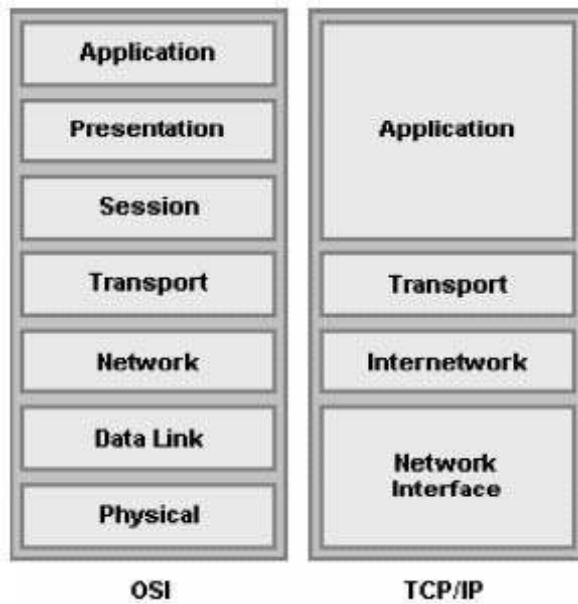 Application
Presentation
Session
Transport
Network
Data Link
Physical
OSI
Application
Transport
Internetwork
Network
Interface
TCP/IP